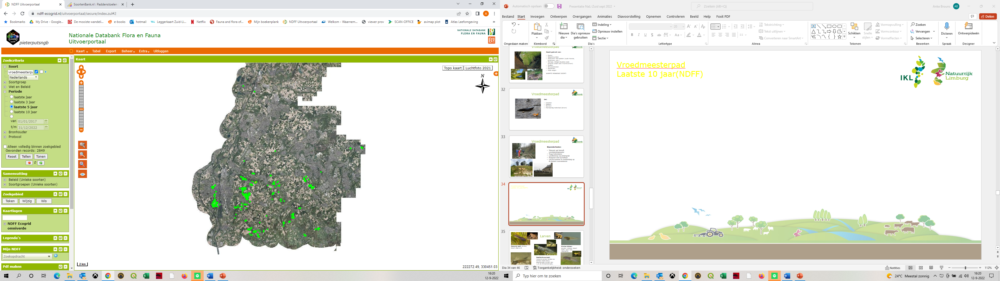 NDFF Uitvoerportaal
SoortenBank.nl : Paddenstoelen
ndff-ecogrid.nl/uitvoerportaal/secure/index.zul#2
Bookmarks
My Drive - Google...
De mooiste wandeli...
e-books
hotmail
Leggerkaart Zuid-Li...
Netflix
Fauna and flora of...
Mijn boekenplank
NDFF Uitvoerportaal
Welkom - Waarnem...
viewer prov
SCAN-OFFICE
avimap plot
Atlas Leefomgeving
pieterputsngb
Nationale Databank Flora en Fauna
Uitvoerportaal
NATIONALE DATABANK
FLORA EN FAUNA
Kaart Tabel Export Beheer Extra Uitloggen
Zoekcriteria
Soort
vroedmeesterpa
Nederlands
Soortgroep
Wet en Beleid
Periode
laatste jaar
laatste 3 jaar
laatste 5 jaar
laatste 10 jaar
van 01/01/2017
t/m 31/12/2022
Bronhouder
Protocol
Alleen volledig binnen zoekgebied
Gevonden records: 2849
Reset Tellen Tonen
0
Samenvatting
Beleid (Unieke soorten)
Soortgroepen (Unieke soorten)
Zoekgebied
Teken Wijzig Wis
Kaartlagen
NDFF Ecogrid
omniverde
Legenda's
Mijn NDFF
Zoekopdracht
Pdf maken
Kaart
Topo kaart Luchtfoto 2021
N
2 km
222272.49, 330451.03
16:20
12-9-2022
Automatisch opslaan
Presentatie NaLi Zuid sept 2022
Zoeken (Alt+Q)
Anke Brouns
AB
Bestand Start Invoegen Ontwerpen Overgangen Animaties Diavoorstelling Opnemen Controleren Beeld Help Foxit PDF
Delen
Plakken
Nieuwe
dia
Dia's opnieuw
gebruiken
Indeling
Opnieuw instellen
Sectie
20
Tekstrichting
Tekst uitlijnen
Converteren naar SmartArt
Schikken
Snelle
stijlen
Vormopvulling
Vormcontour
Vormeffecten
Zoeken
Vervangen
Selecteren
Dicteren
Ontwerpideeën
Ongedaan maken
Klembord
Dia's
Lettertype
Alinea
Tekenen
Bewerken
Spraak
Designer
Vroedmeesterpad
Maakt gebruik van:
WARMTE MINNENDE SOORT!
32
Vroedmeesterpad
Eet:
33
Vroedmeesterpad
Bijzonderheden:
34
35
Larven
Vroedmeesterpad
Laatste 10 jaar(NDFF)
IKL
Natuurrijk
Limburg
Dia 34 van 46
Toegankelijkheid: onderzoeken
Notities
112%
Typ hier om te zoeken
24°C Meestal zonnig
16:20
12-9-2022